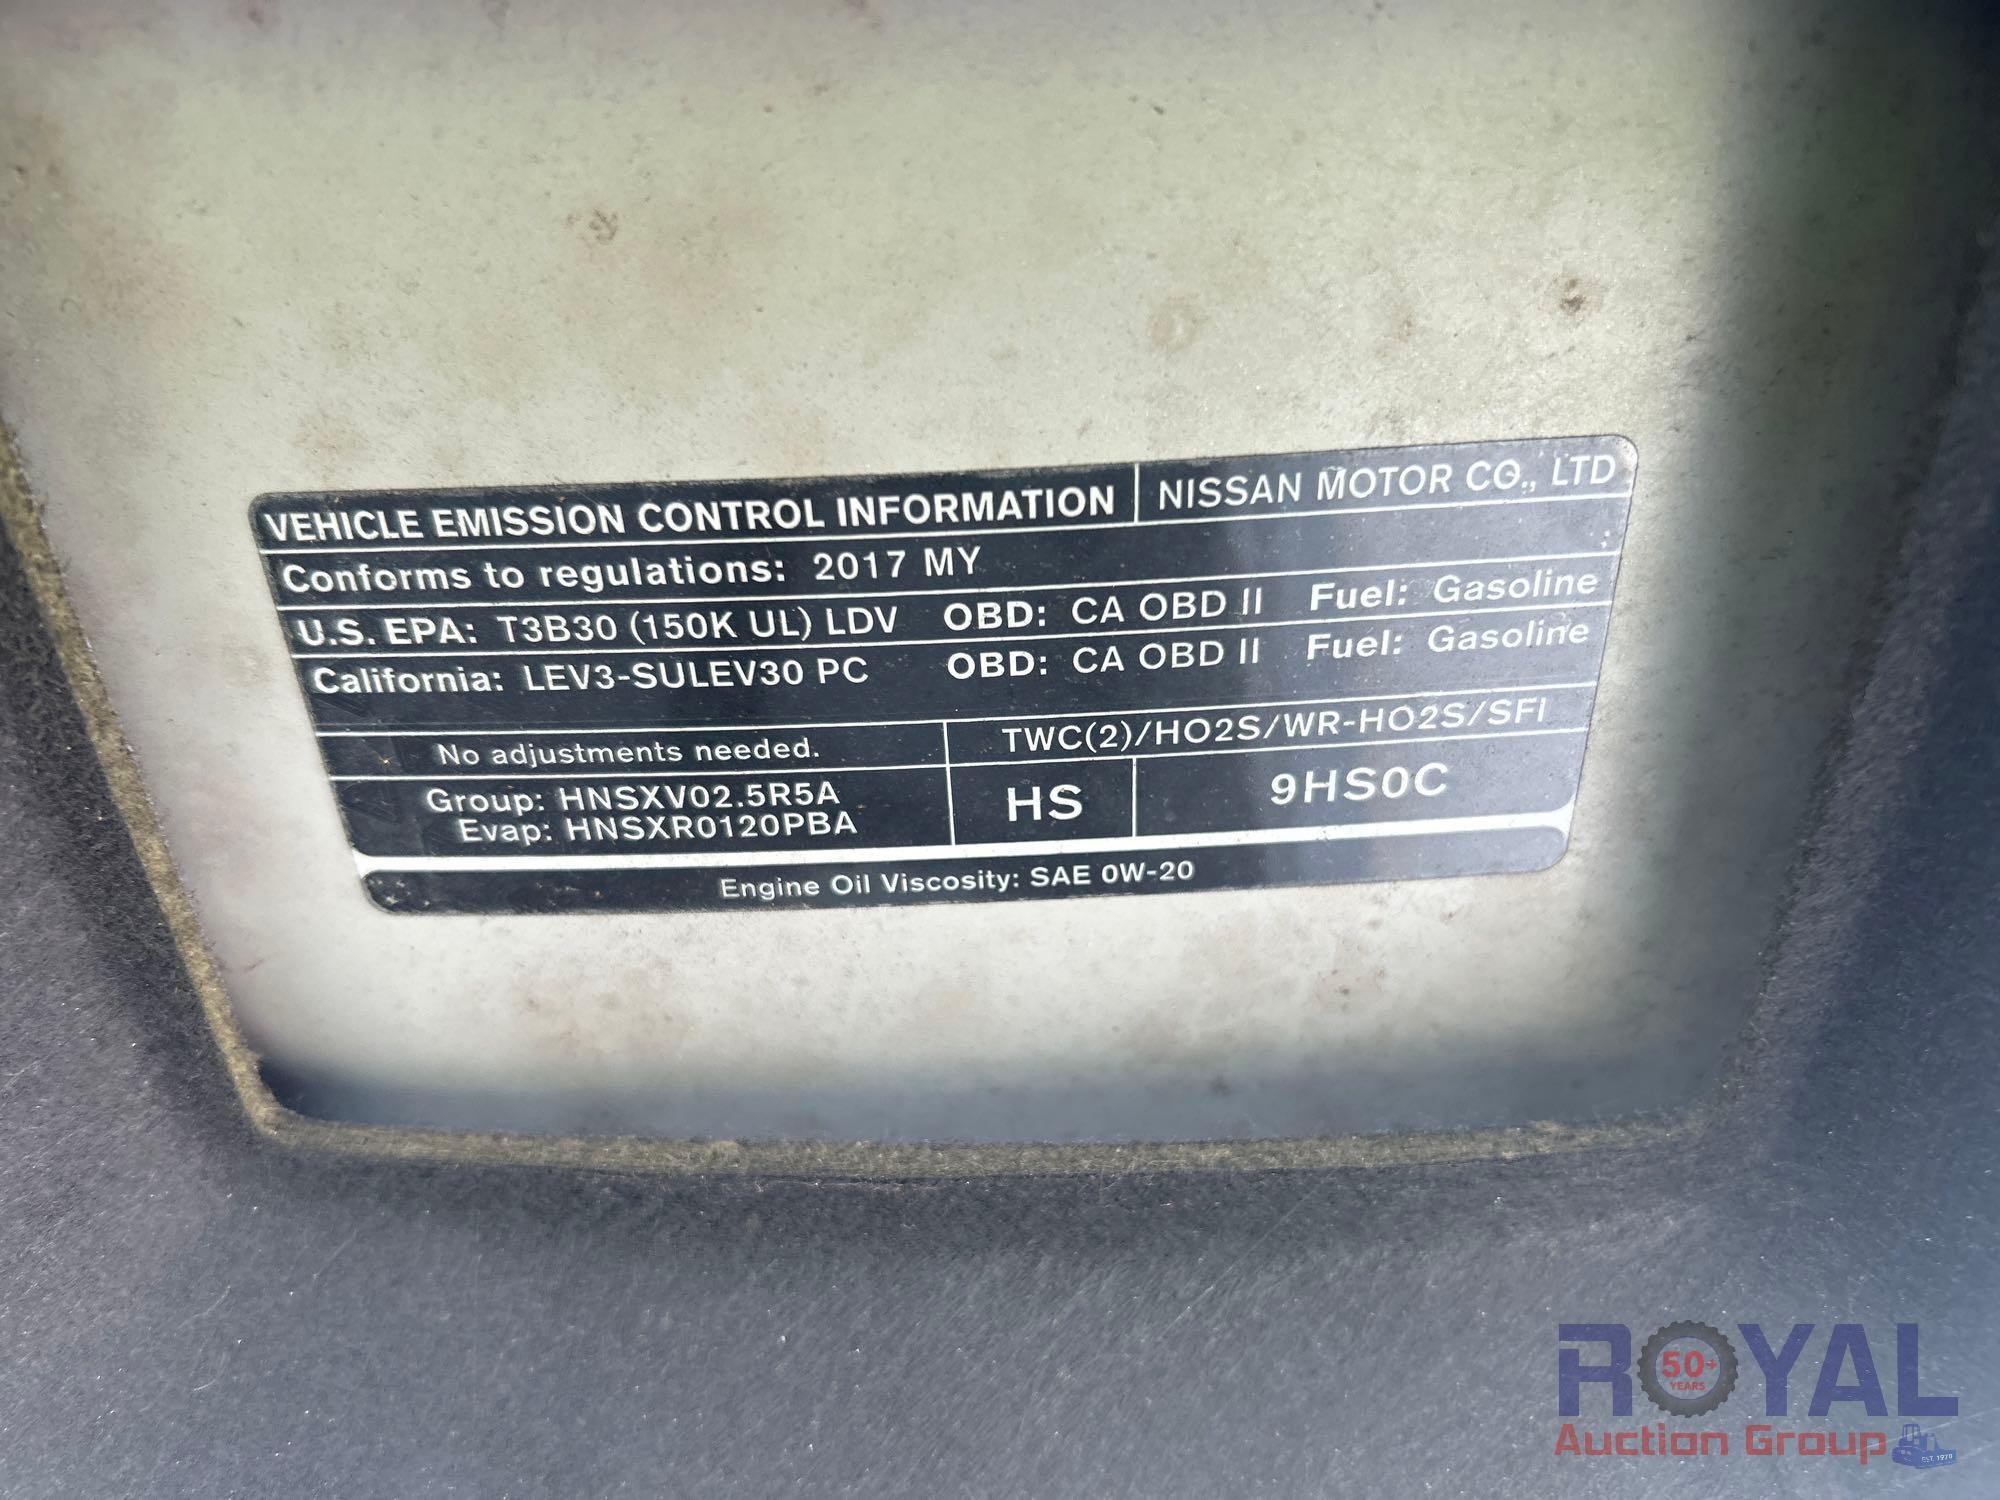 VEHICLE EMISSION CONTROL INFORMATION NISSAN MOTOR CO., LTD
Conforms to regulations: 2017 MY
U.S. EPA: T3B30 (150K UL) LDV OBD: CA OBD II Fuel: Gasoline
California: LEV3-SULEV30 PC OBD: CA OBD II Fuel: Gasoline
No adjustments needed. TWC(2)/HO2S/WR-HO2S/SFI
Group: HNSXV02.5R5A
Evap: HNSXR0120PBA
HS
9HS0C
Engine Oil Viscosity: SAE 0W-20
ROYAL
50+
YEARS
Auction Group
EST. 1970